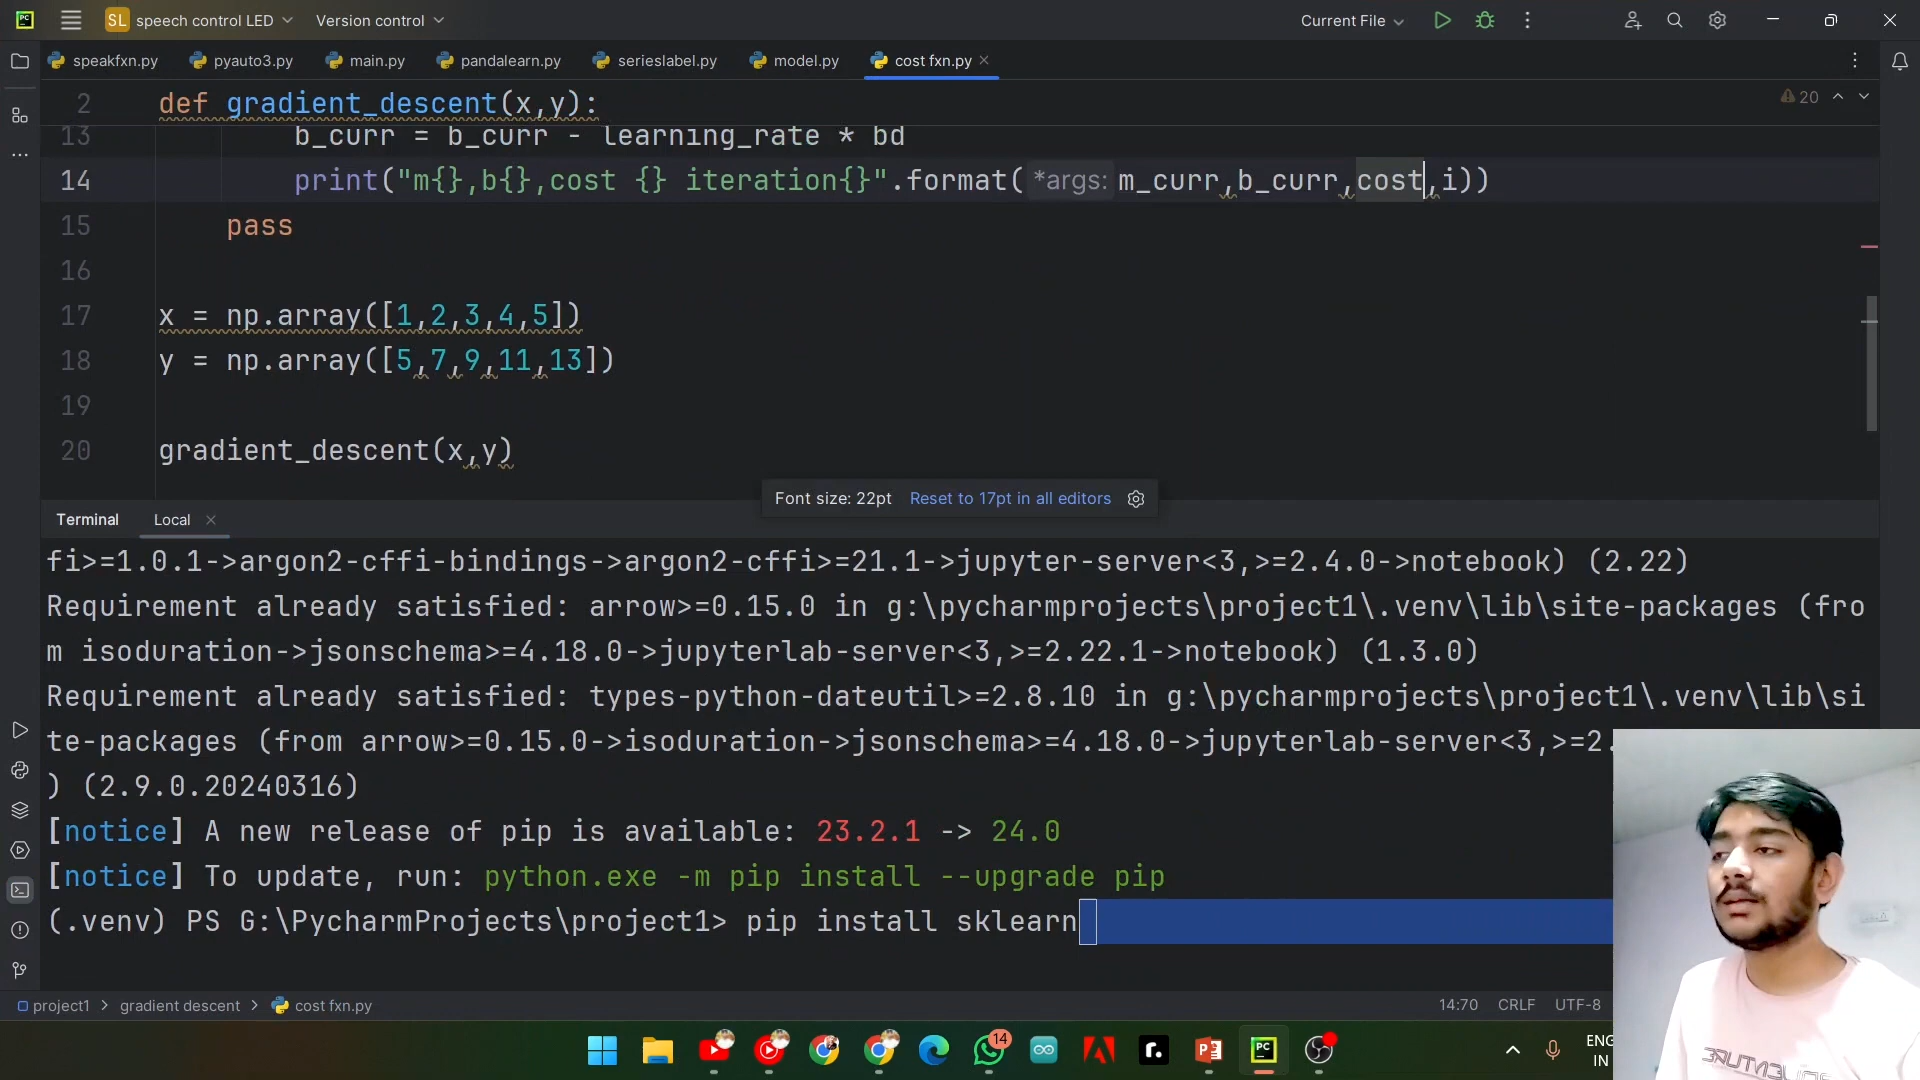 SL speech control LED Version control Current File
speakfxn.py pyauto3.py main.py pandalearn.py serieslabel.py model.py cost fxn.py
2 def gradient_descent(x,y): 20
13 b_curr = b_curr - learning_rate * bd
14 print("m{},b{},cost {} iteration{}".format( *args: m_curr,b_curr,cost,i))
15 pass
16
17 x = np.array([1,2,3,4,5])
18 y = np.array([5,7,9,11,13])
19
20 gradient_descent(x,y)
Font size: 22pt Reset to 17pt in all editors
Terminal Local
fi>=1.0.1->argon2-cffi-bindings->argon2-cffi>=21.1->jupyter-server<3,>=2.4.0->notebook) (2.22)
Requirement already satisfied: arrow>=0.15.0 in g:\pycharmprojects\project1\.venv\lib\site-packages (fro
m isoduration->jsonschema>=4.18.0->jupyterlab-server<3,>=2.22.1->notebook) (1.3.0)
Requirement already satisfied: types-python-dateutil>=2.8.10 in g:\pycharmprojects\project1\.venv\lib\si
te-packages (from arrow>=0.15.0->isoduration->jsonschema>=4.18.0->jupyterlab-server<3,>=2.
) (2.9.0.20240316)
[notice] A new release of pip is available: 23.2.1 -> 24.0
[notice] To update, run: python.exe -m pip install --upgrade pip
(.venv) PS G:\PycharmProjects\project1> pip install sklearn
project1 > gradient descent > cost fxn.py 14:70 CRLF UTF-8
14
ENG
IN